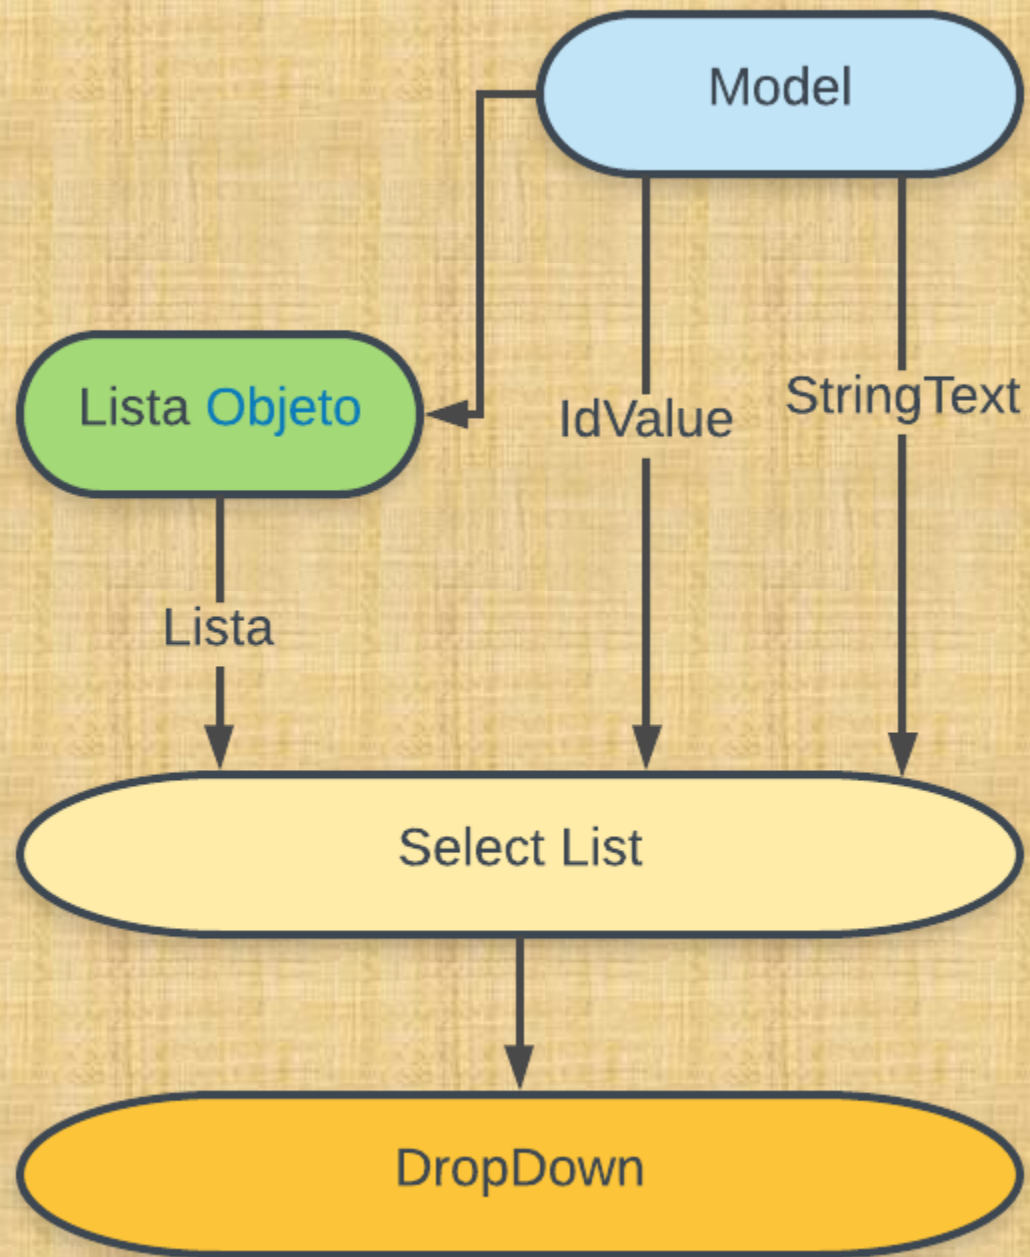 Model
Lista Objeto
IdValue
StringText
Lista
Select List
DropDown